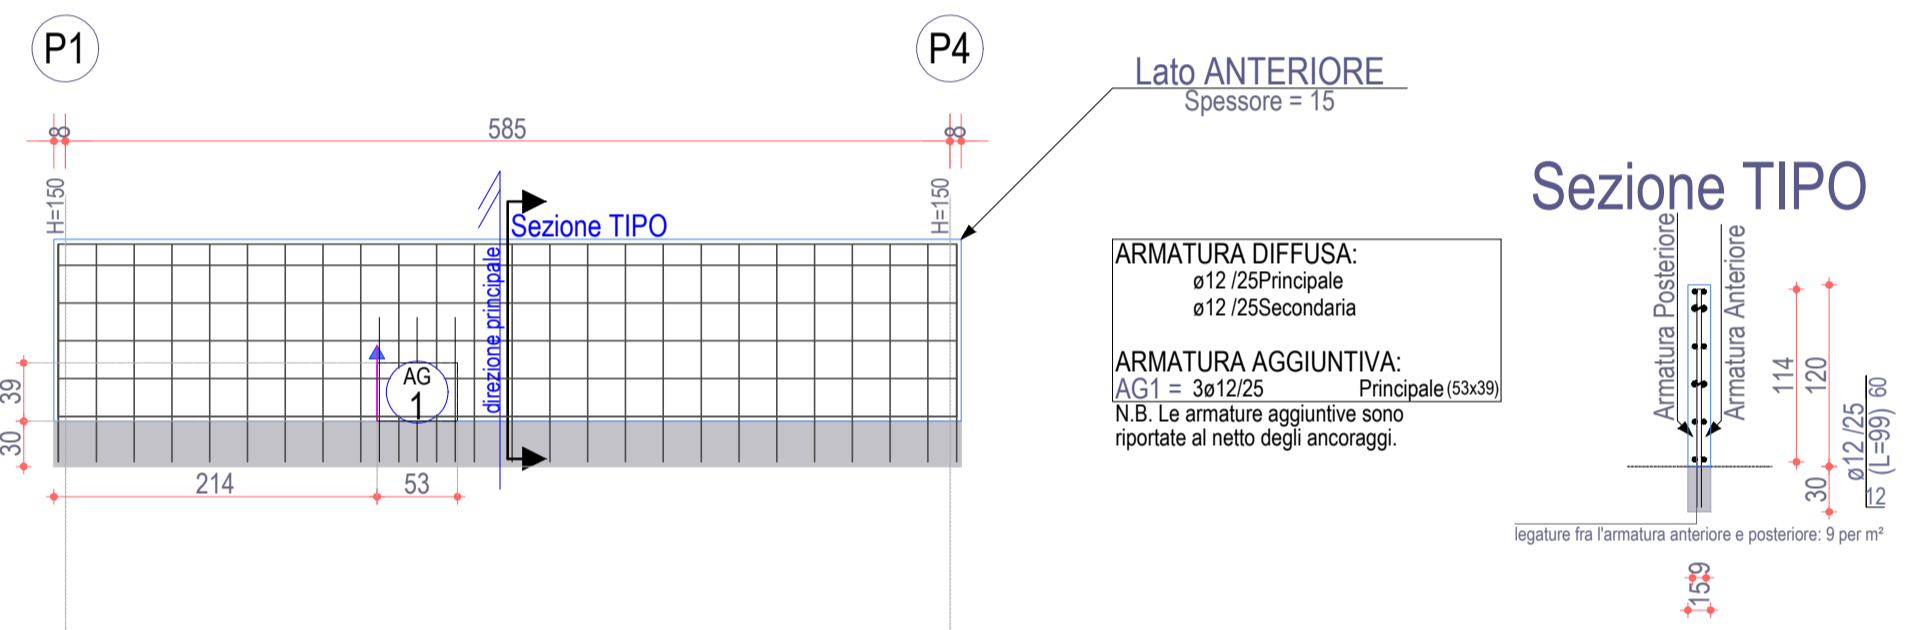 P1
P4
8
585
8
H=150
H=150
Sezione TIPO
direzione principale
AG
1
39
30
214
53
Lato ANTERIORE
Spessore = 15
ARMATURA DIFFUSA:
ø12 /25Principale
ø12 /25Secondaria
ARMATURA AGGIUNTIVA:
AG1 = 3ø12/25 Principale (53x39)
N.B. Le armature aggiuntive sono
riportate al netto degli ancoraggi.
Sezione TIPO
Armatura Posteriore
Armatura Anteriore
114
120
30
ø12 /25
(L=99)
60
12
legature fra l'armatura anteriore e posteriore: 9 per m²
9
15